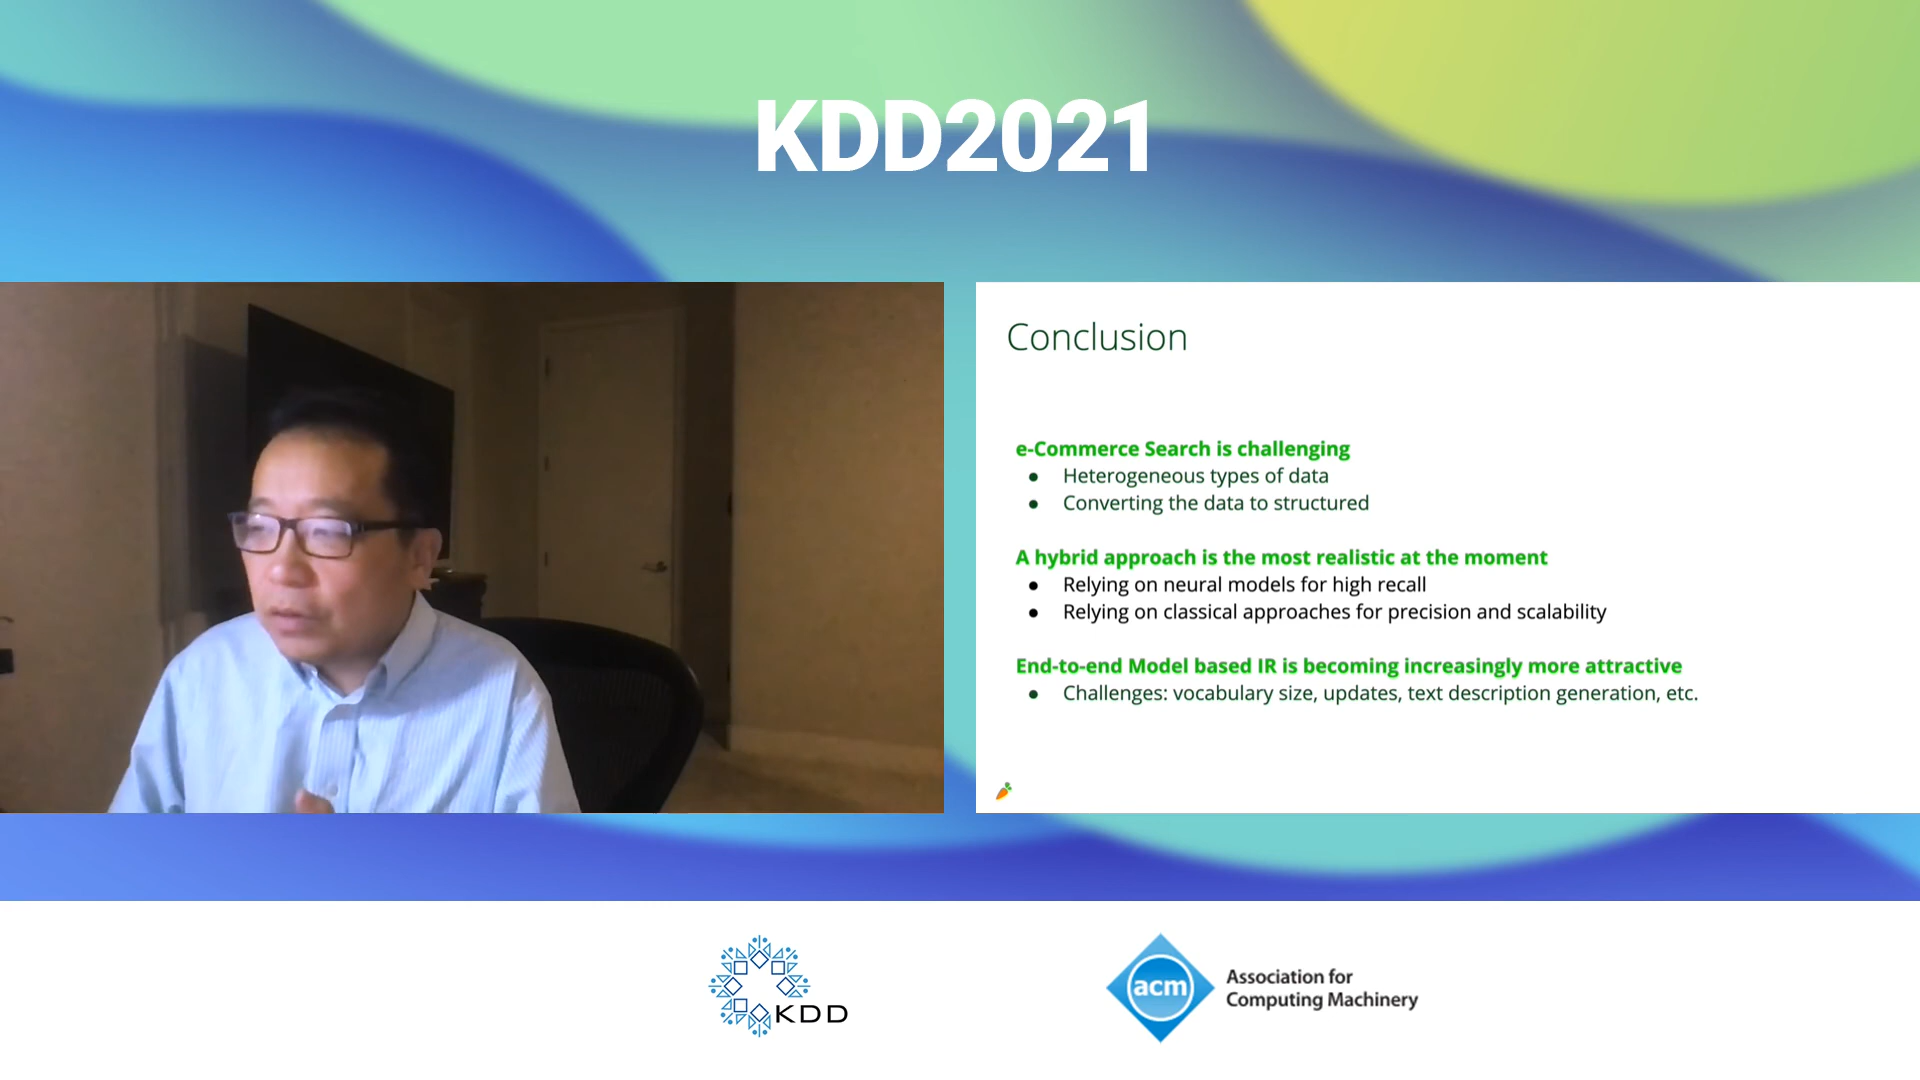 KDD2021
Conclusion
e-Commerce Search is challenging
● Heterogeneous types of data
● Converting the data to structured
A hybrid approach is the most realistic at the moment
● Relying on neural models for high recall
● Relying on classical approaches for precision and scalability
End-to-end Model based IR is becoming increasingly more attractive
● Challenges: vocabulary size, updates, text description generation, etc.
KDD
acm
Association for
Computing Machinery